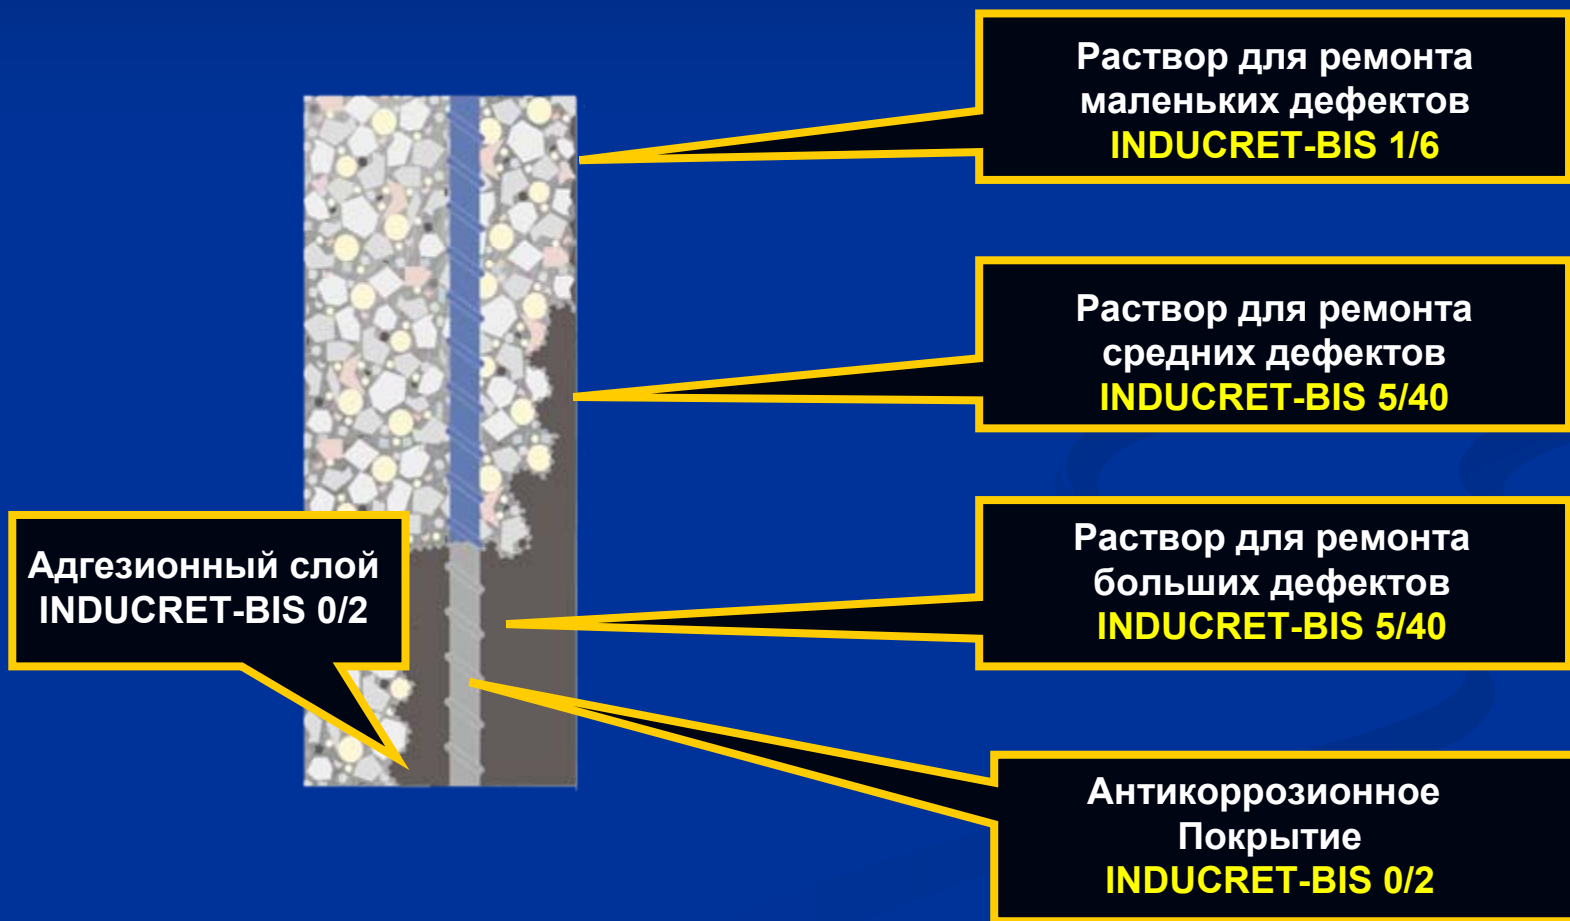 Раствор для ремонта
маленьких дефектов
INDUCRET-BIS 1/6
Раствор для ремонта
средних дефектов
INDUCRET-BIS 5/40
Адгезионный слой
INDUCRET-BIS 0/2
Раствор для ремонта
больших дефектов
INDUCRET-BIS 5/40
Антикоррозионное
Покрытие
INDUCRET-BIS 0/2